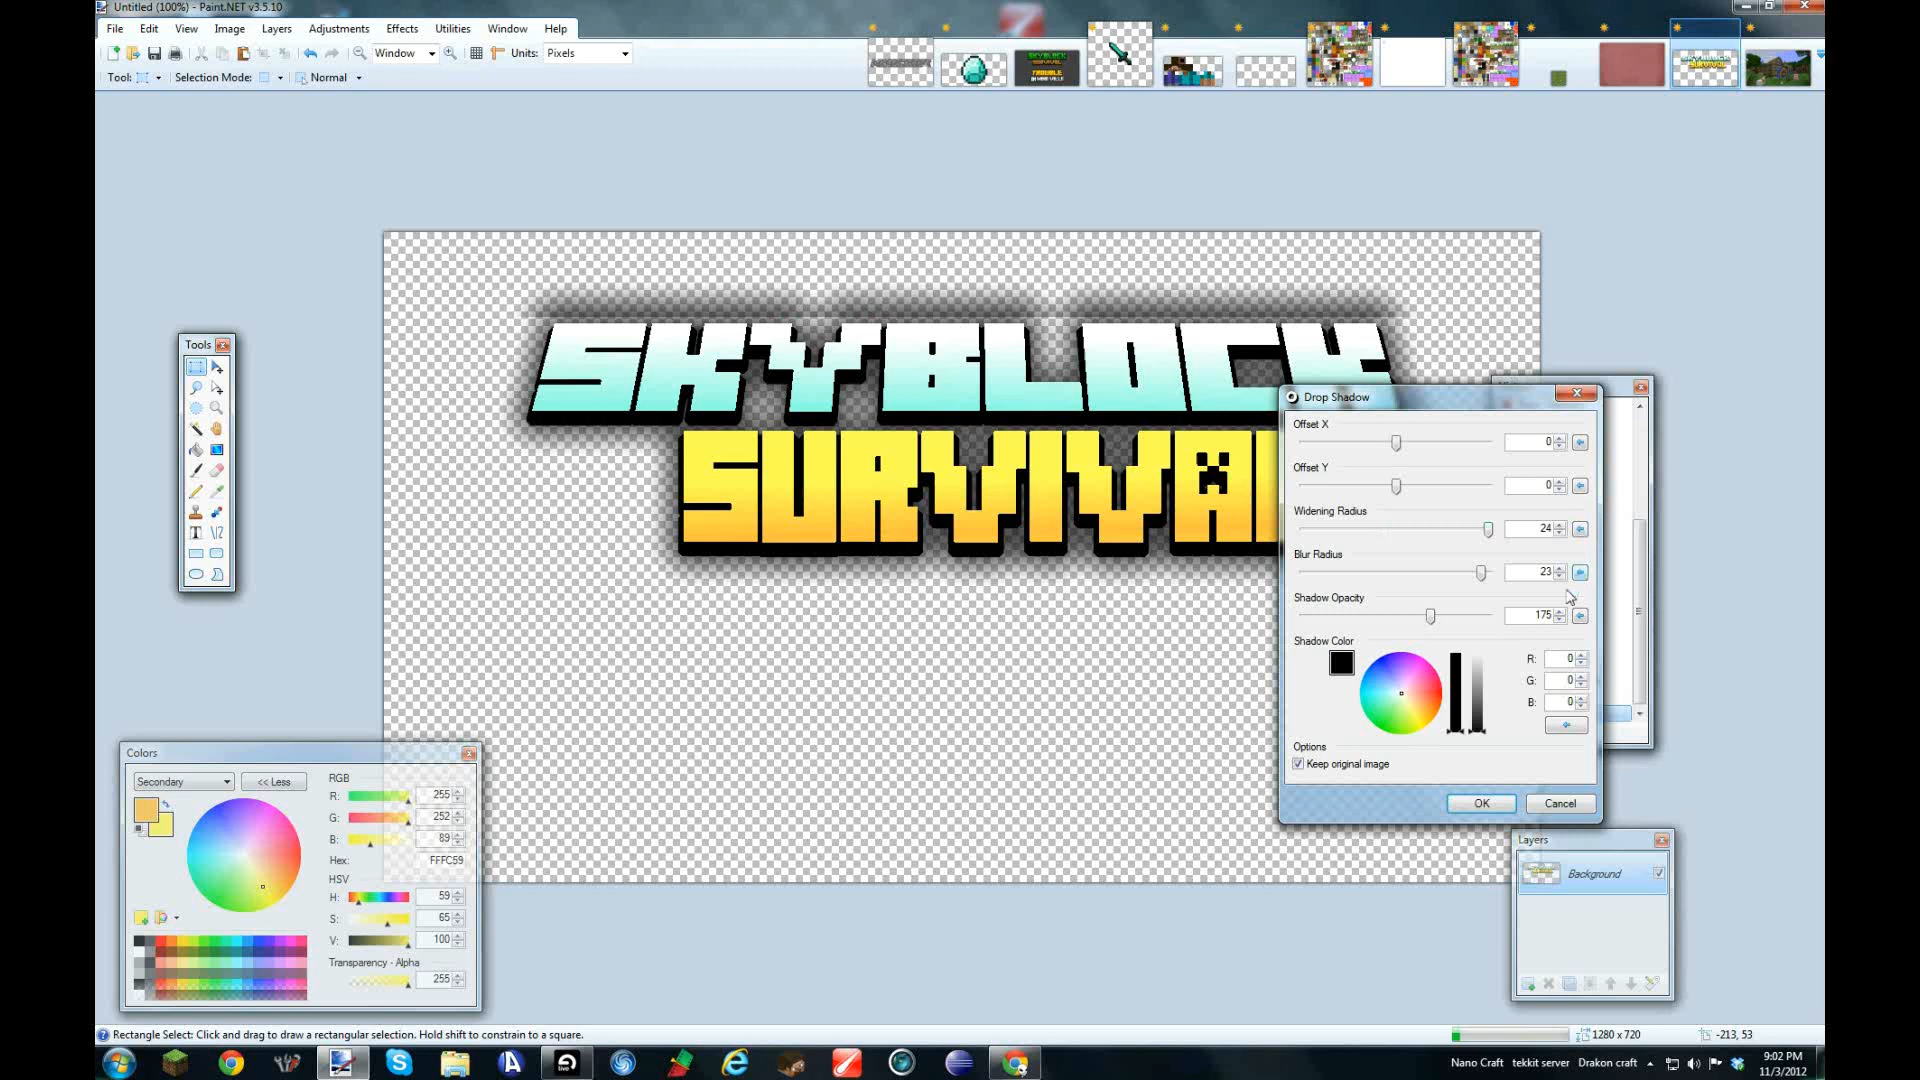 Untitled (100%) - Paint.NET v3.5.10
File Edit View Image Layers Adjustments Effects Utilities Window Help
Window Units: Pixels
Tool: Selection Mode: Normal
SKYBLOCK
SURVIVAL
TROUBLE
SKYBLOCK
SURVIVAL
Tools
Drop Shadow
Offset X
0
Offset Y
0
Widening Radius
24
Blur Radius
23
Shadow Opacity
175
Shadow Color
R: 0
G: 0
B: 0
Options
Keep original image
OK Cancel
Colors
Secondary << Less
RGB
R: 255
G: 252
B: 89
Hex: FFFC59
HSV
H: 59
S: 65
V: 100
Transparency - Alpha
255
Layers
Background
Rectangle Select: Click and drag to draw a rectangular selection. Hold shift to constrain to a square.
1280 x 720
-213, 53
live
Nano Craft tekkit server Drakon craft
9:02 PM
11/3/2012